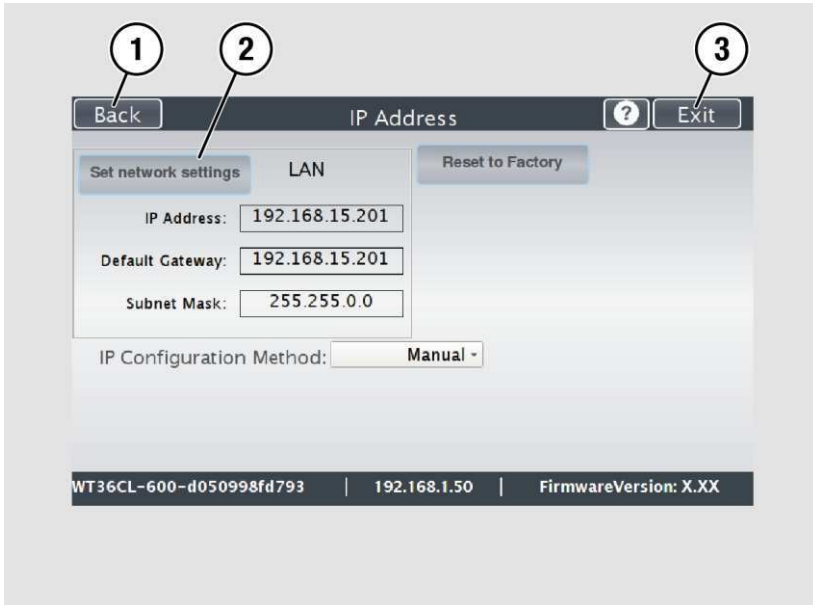 1 2 3
Back IP Address ? Exit
Set network settings LAN Reset to Factory
IP Address: 192.168.15.201
Default Gateway: 192.168.15.201
Subnet Mask: 255.255.0.0
IP Configuration Method: Manual
WT36CL-600-d050998fd793 | 192.168.1.50 | FirmwareVersion: X.XX